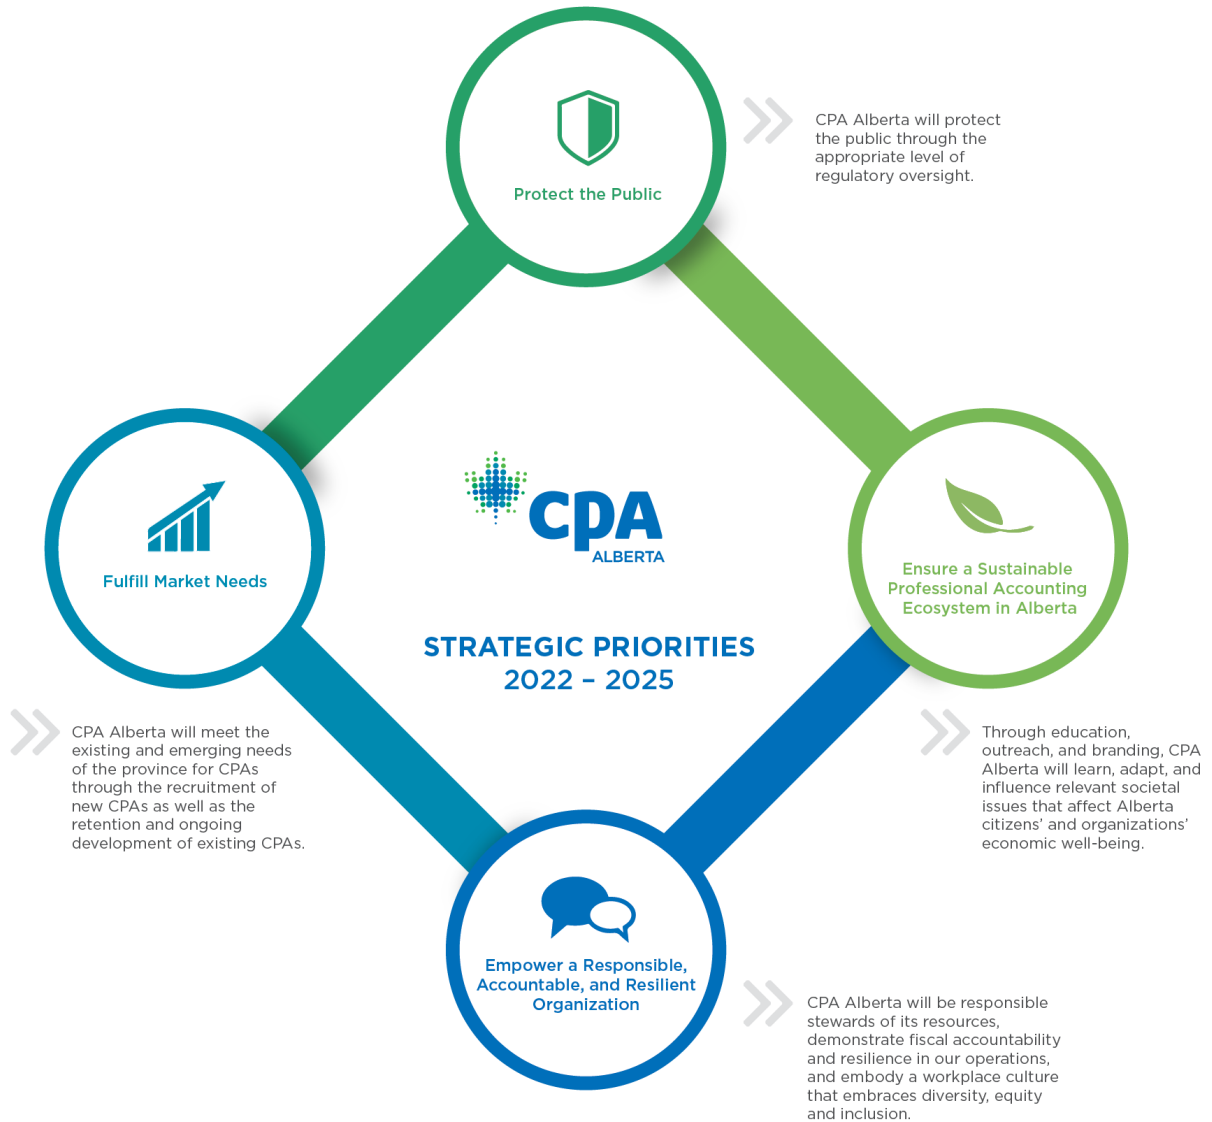 Protect the Public
CPA Alberta will protect
the public through the
appropriate level of
regulatory oversight.
Fulfill Market Needs
CPA
ALBERTA
STRATEGIC PRIORITIES
2022 – 2025
Ensure a Sustainable
Professional Accounting
Ecosystem in Alberta
CPA Alberta will meet the
existing and emerging needs
of the province for CPAs
through the recruitment of
new CPAs as well as the
retention and ongoing
development of existing CPAs.
Through education,
outreach, and branding, CPA
Alberta will learn, adapt, and
influence relevant societal
issues that affect Alberta
citizens’ and organizations’
economic well-being.
Empower a Responsible,
Accountable, and Resilient
Organization
CPA Alberta will be responsible
stewards of its resources,
demonstrate fiscal accountability
and resilience in our operations,
and embody a workplace culture
that embraces diversity, equity
and inclusion.